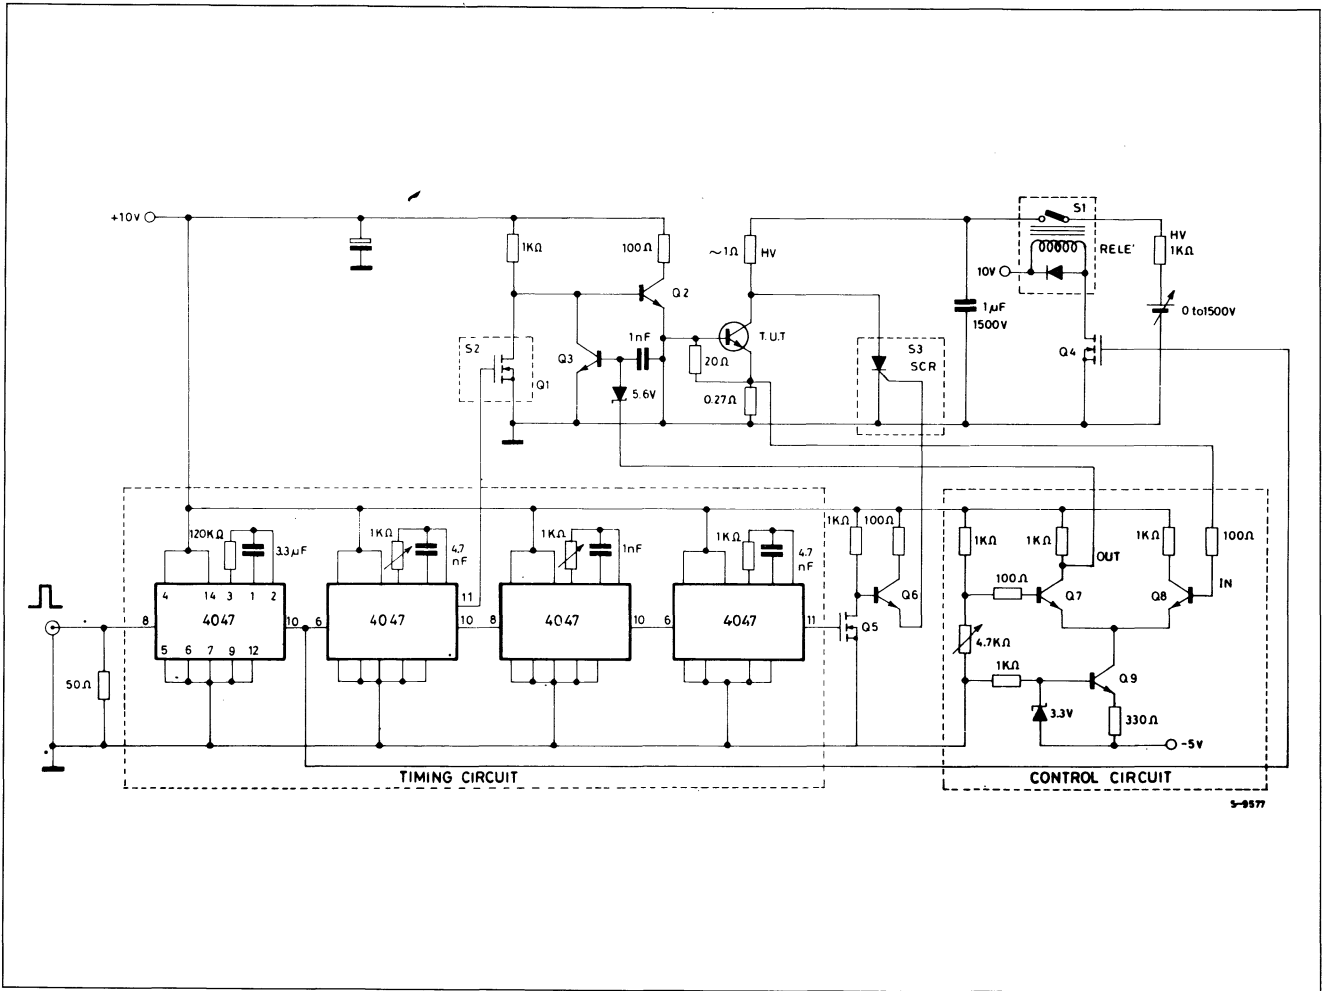 +10V
1KΩ
100Ω
Q2
~1Ω
HV
S1
RELE'
10V
HV
1KΩ
0 to1500V
1µF
1500V
S2
Q1
Q3
1nF
5.6V
T.U.T
20Ω
0.27Ω
S3
SCR
Q4
120KΩ
3.3µF
1KΩ
4.7
nF
1KΩ
1nF
1KΩ
4.7
nF
1KΩ
100Ω
1KΩ
1KΩ
OUT
1KΩ
100Ω
IN
4
14
3
1
2
8
4047
10
5
6
7
9
12
6
4047
11
10
8
4047
10
6
4047
11
Q5
Q6
100Ω
Q7
Q8
4.7KΩ
1KΩ
Q9
3.3V
330Ω
-5V
50Ω
TIMING CIRCUIT
CONTROL CIRCUIT
S-9577